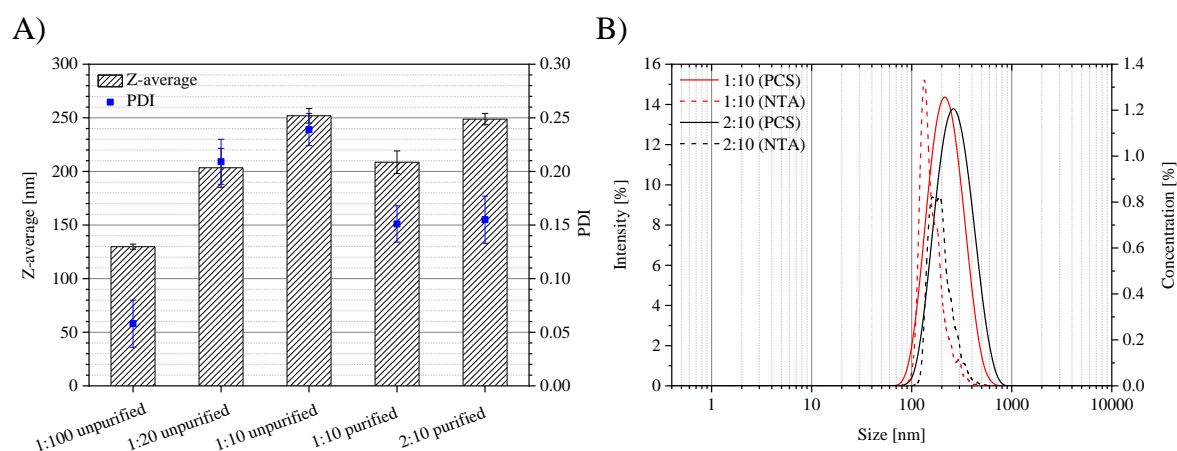 A)
Z-average
PDI
300
250
200
150
100
50
0
Z-average [nm]
0.30
0.25
0.20
0.15
0.10
0.05
0.00
PDI
1:100 unpurified
1:20 unpurified
1:10 unpurified
1:10 purified
2:10 purified
B)
1:10 (PCS)
1:10 (NTA)
2:10 (PCS)
2:10 (NTA)
16
14
12
10
8
6
4
2
0
Intensity [%]
1.4
1.2
1.0
0.8
0.6
0.4
0.2
0.0
Concentration [%]
1 10 100 1000 10000
Size [nm]